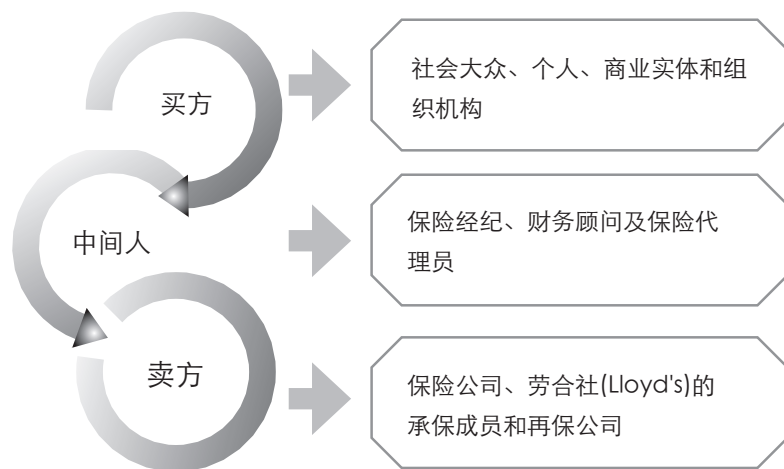 买方
社会大众、个人、商业实体和组
织机构
中间人
保险经纪、财务顾问及保险代
理员
卖方
保险公司、劳合社(Lloyd's)的
承保成员和再保公司